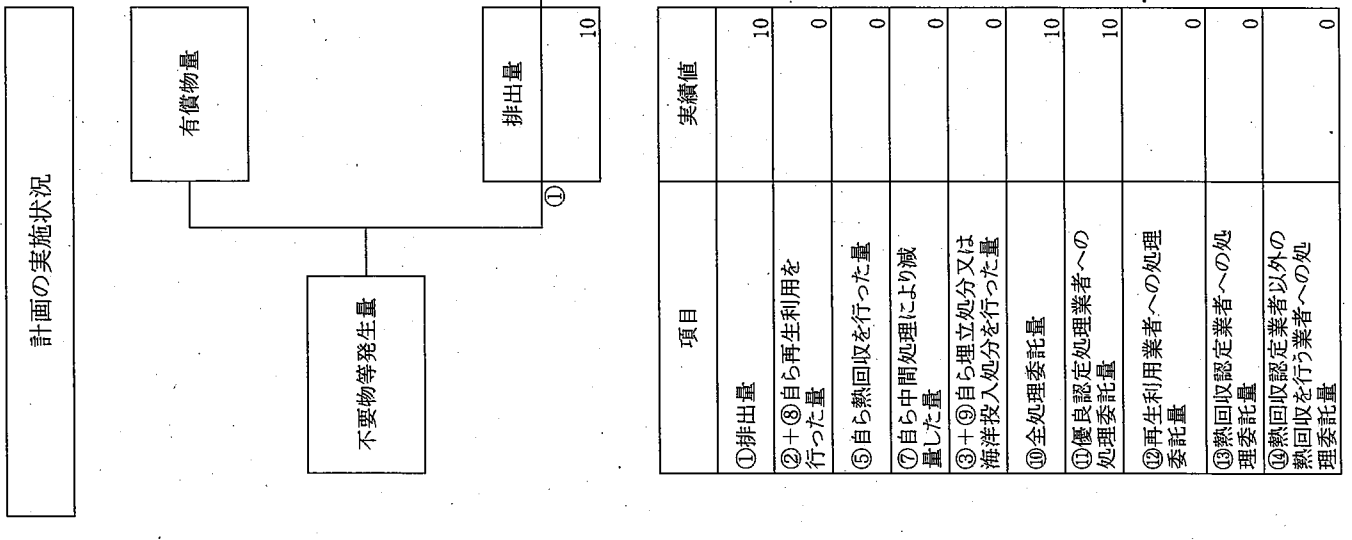 計画の実施状況
有償物量
不要物等発生量
①
排出量
10
項目
実績値
①排出量
10
②+⑧自ら再生利用を
行った量
0
⑤自ら熱回収を行った量
0
⑦自ら中間処理により減
量した量
0
③+⑨自ら埋立処分又は
海洋投入処分を行った量
0
⑩全処理委託量
10
⑪優良認定処理業者への
処理委託量
10
⑫再生利用業者への処理
委託量
0
⑬熱回収認定業者への処
理委託量
0
⑭熱回収認定業者以外の
熱回収を行う業者への処
理委託量
0